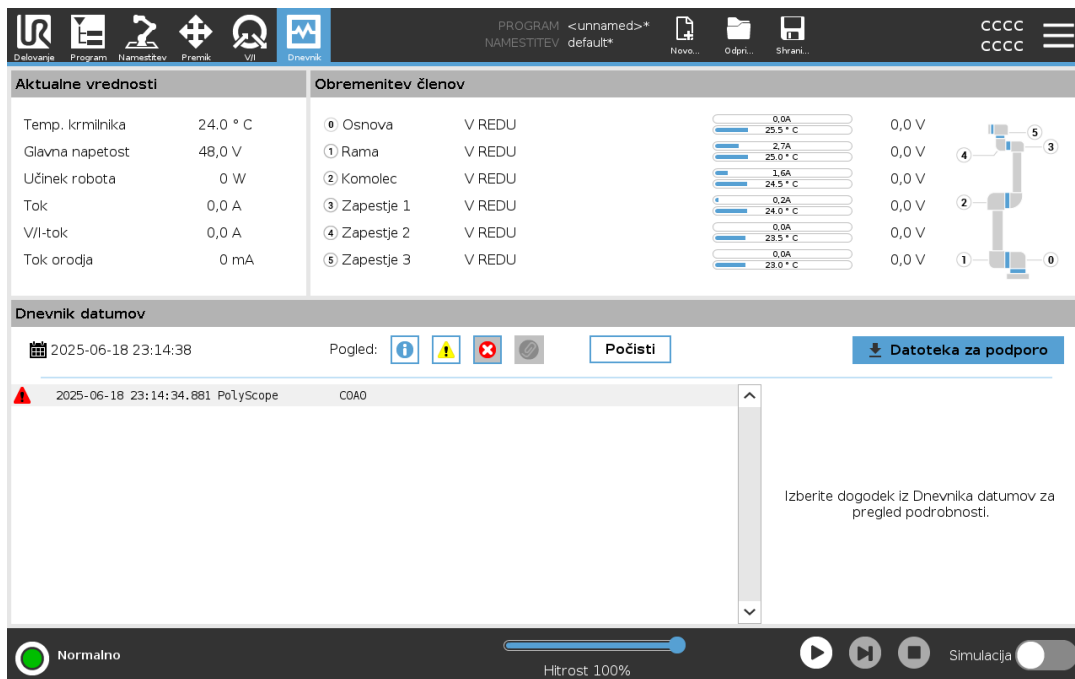 PROGRAM <unnamed>*
NAMESTITEV default*
Delovanje Program Namestitev Premik V/I Dnevnik Novo... Odpri... Shrani...
CCCC
CCCC
Aktualne vrednosti
Temp. krmilnika 24.0 ° C
Glavna napetost 48,0 V
Učinek robota 0 W
Tok 0,0 A
V/I-tok 0,0 A
Tok orodja 0 mA
Obremenitev členov
0 Osnova V REDU 0,0A 25.5 ° C 0,0 V
1 Rama V REDU 2,7A 25.0 ° C 0,0 V
2 Komolec V REDU 1,6A 24.5 ° C 0,0 V
3 Zapestje 1 V REDU 0,2A 24.0 ° C 0,0 V
4 Zapestje 2 V REDU 0,0A 23.5 ° C 0,0 V
5 Zapestje 3 V REDU 0,0A 23.0 ° C 0,0 V
5
3
4
2
1 0
Dnevnik datumov
2025-06-18 23:14:38 Pogled: Počisti Datoteka za podporo
2025-06-18 23:14:34.881 PolyScope C0A0
Izberite dogodek iz Dnevnika datumov za
pregled podrobnosti.
Normalno
Hitrost 100%
Simulacija